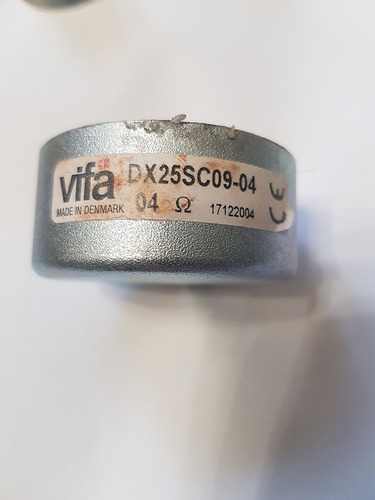 vifa DX25SC09-04
MADE IN DENMARK 04 Ω 17122004 CE